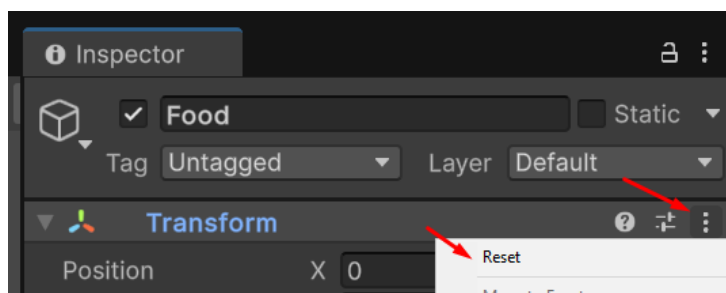 Inspector
Food Static
Tag Untagged Layer Default
Transform
Reset
Position X 0